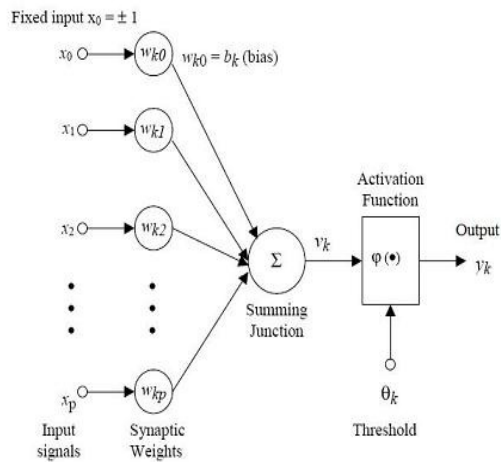 Fixed input x₀ = ± 1
x₀ wₖ₀ wₖ₀ = bₖ (bias)
x₁ wₖ₁
x₂ wₖ₂
Σ
Summing
Junction
vₖ
Activation
Function
φ (•)
Output
yₖ
θₖ
Threshold
xₚ wₖₚ
Input
signals
Synaptic
Weights